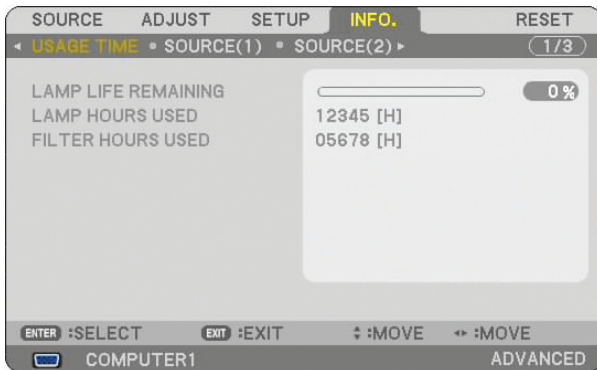 SOURCE ADJUST SETUP INFO. RESET
◂ USAGE TIME • SOURCE(1) • SOURCE(2) ▸ 1/3
LAMP LIFE REMAINING 0 %
LAMP HOURS USED 12345 [H]
FILTER HOURS USED 05678 [H]
ENTER :SELECT EXIT :EXIT :MOVE :MOVE
COMPUTER1 ADVANCED